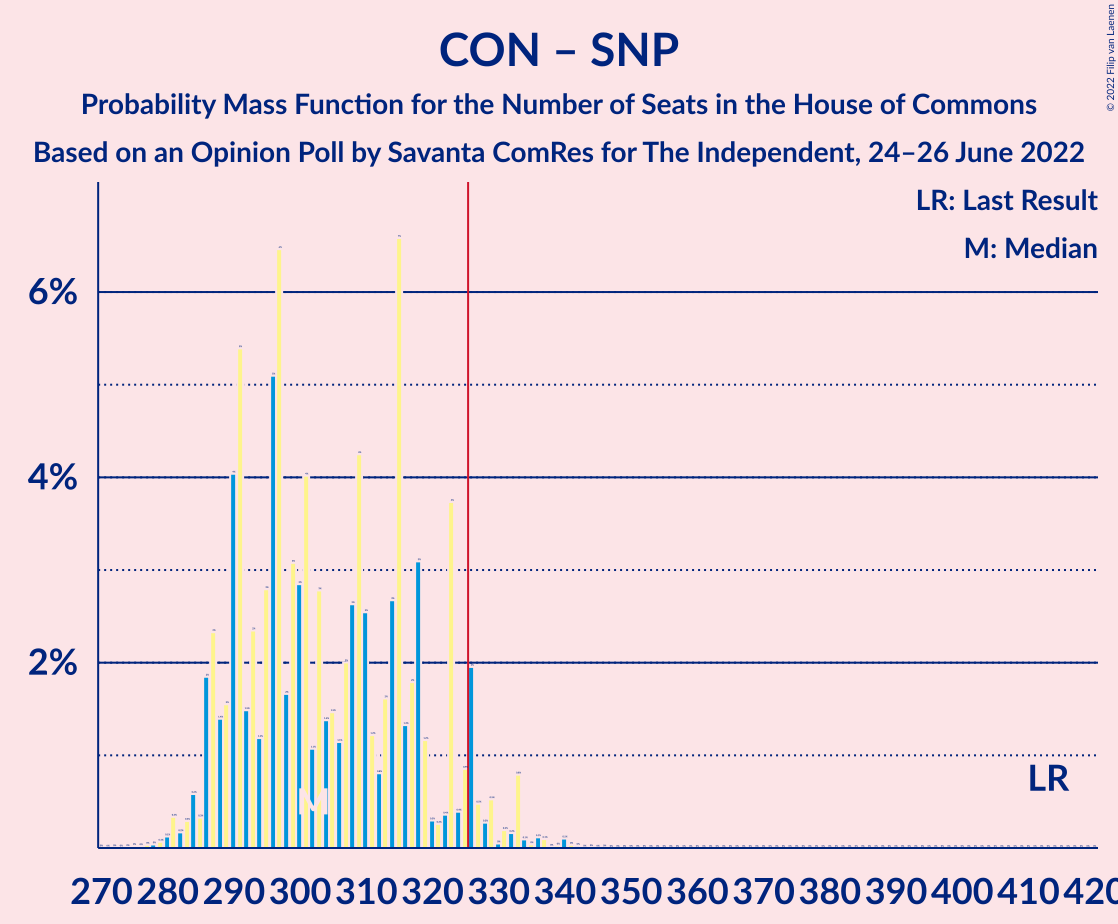 CON – SNP
Probability Mass Function for the Number of Seats in the House of Commons
Based on an Opinion Poll by Savanta ComRes for The Independent, 24–26 June 2022
© 2022 Filip van Laenen
LR: Last Result
M: Median
6%
4%
2%
M
LR
270 280 290 300 310 320 330 340 350 360 370 380 390 400 410 420